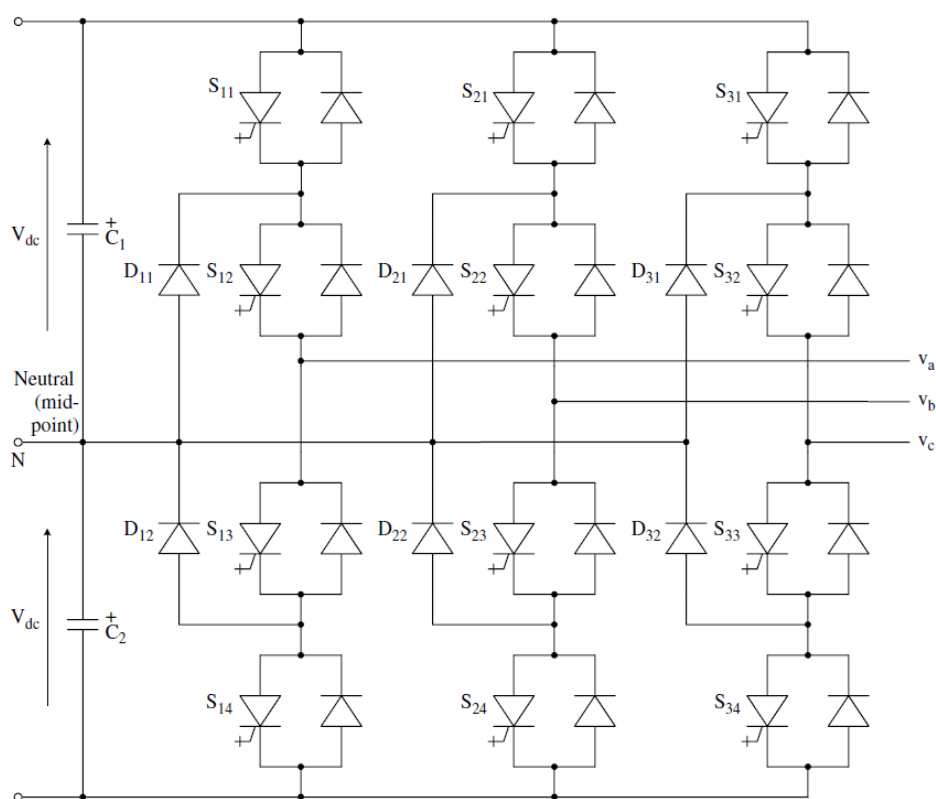 S11
S21
S31
Vdc
+
C1
D11
S12
D21
S22
D31
S32
va
Neutral
(mid-
point)
vb
N
vc
D12
S13
D22
S23
D32
S33
Vdc
+
C2
S14
S24
S34